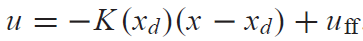 u = −K(x_d)(x − x_d) + u_ff